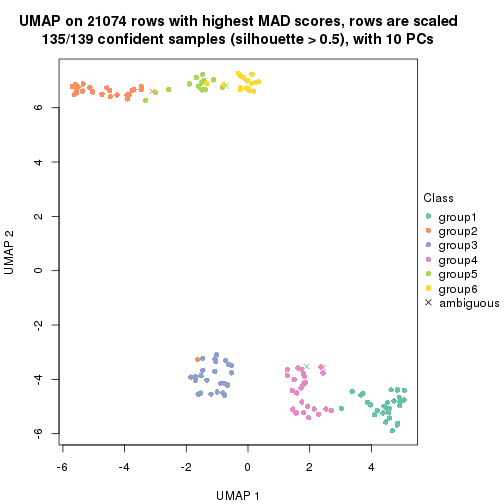 UMAP on 21074 rows with highest MAD scores, rows are scaled
135/139 confident samples (silhouette > 0.5), with 10 PCs
6
4
2
0
-2
-4
-6
UMAP 2
-6
-4
-2
0
2
4
UMAP 1
Class
group1
group2
group3
group4
group5
group6
ambiguous